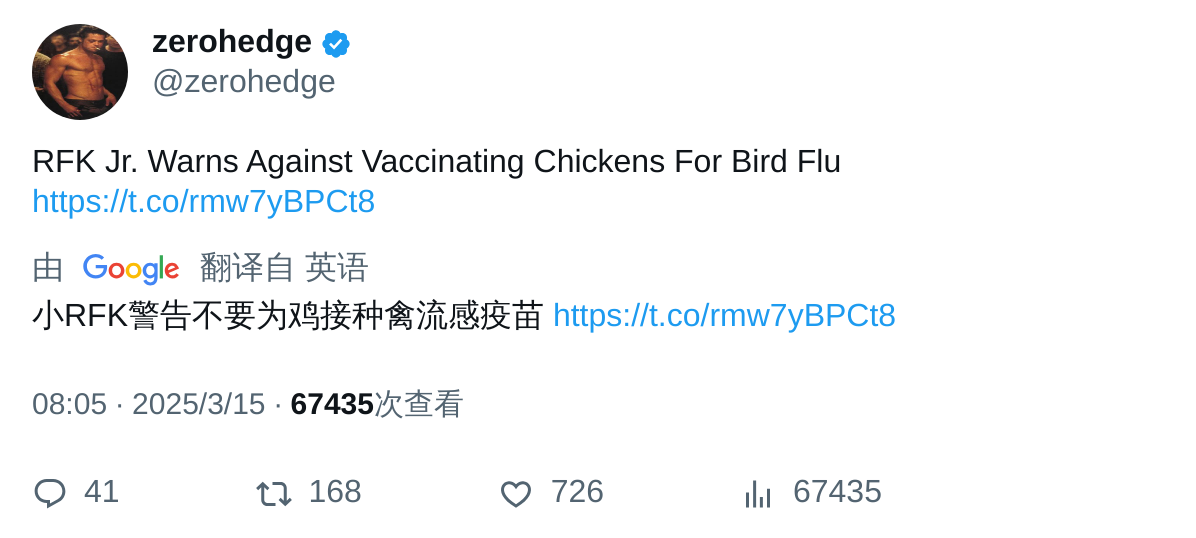 zerohedge
@zerohedge
RFK Jr. Warns Against Vaccinating Chickens For Bird Flu
https://t.co/rmw7yBPCt8
由 Google 翻译自 英语
小RFK警告不要为鸡接种禽流感疫苗 https://t.co/rmw7yBPCt8
08:05 · 2025/3/15 · 67435次查看
41 168 726 67435